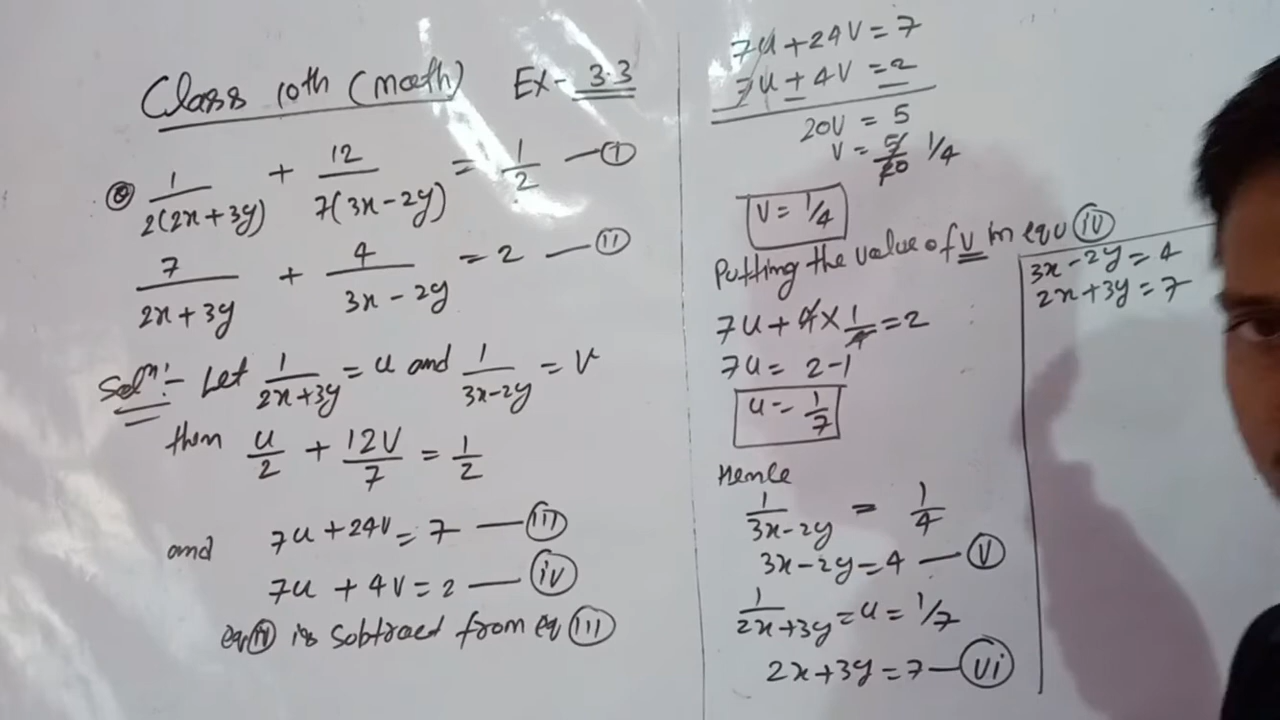 Class 10th (math) Ex- 3.3
Q 1/2(2x+3y) + 12/7(3x-2y) = 1/2 — (I)
7/2x+3y + 4/3x-2y = 2 — (II)
Solⁿ:- Let 1/2x+3y = u and 1/3x-2y = v
then u/2 + 12v/7 = 1/2
and 7u+24v = 7 — (III)
7u + 4v = 2 — (iv)
eq (iv) is subtract from eq (III)
7u+24v = 7
7u+4v = 2
20v = 5
v = 5/20 1/4
v = 1/4
Putting the value of v in equ (iv)
7u + 4 × 1/4 = 2
7u = 2-1
u = 1/7
Hence
1/3x-2y = 1/4
3x-2y = 4 — (v)
1/2x+3y = u = 1/7
2x+3y = 7 — (vi)
3x-2y = 4
2x+3y = 7